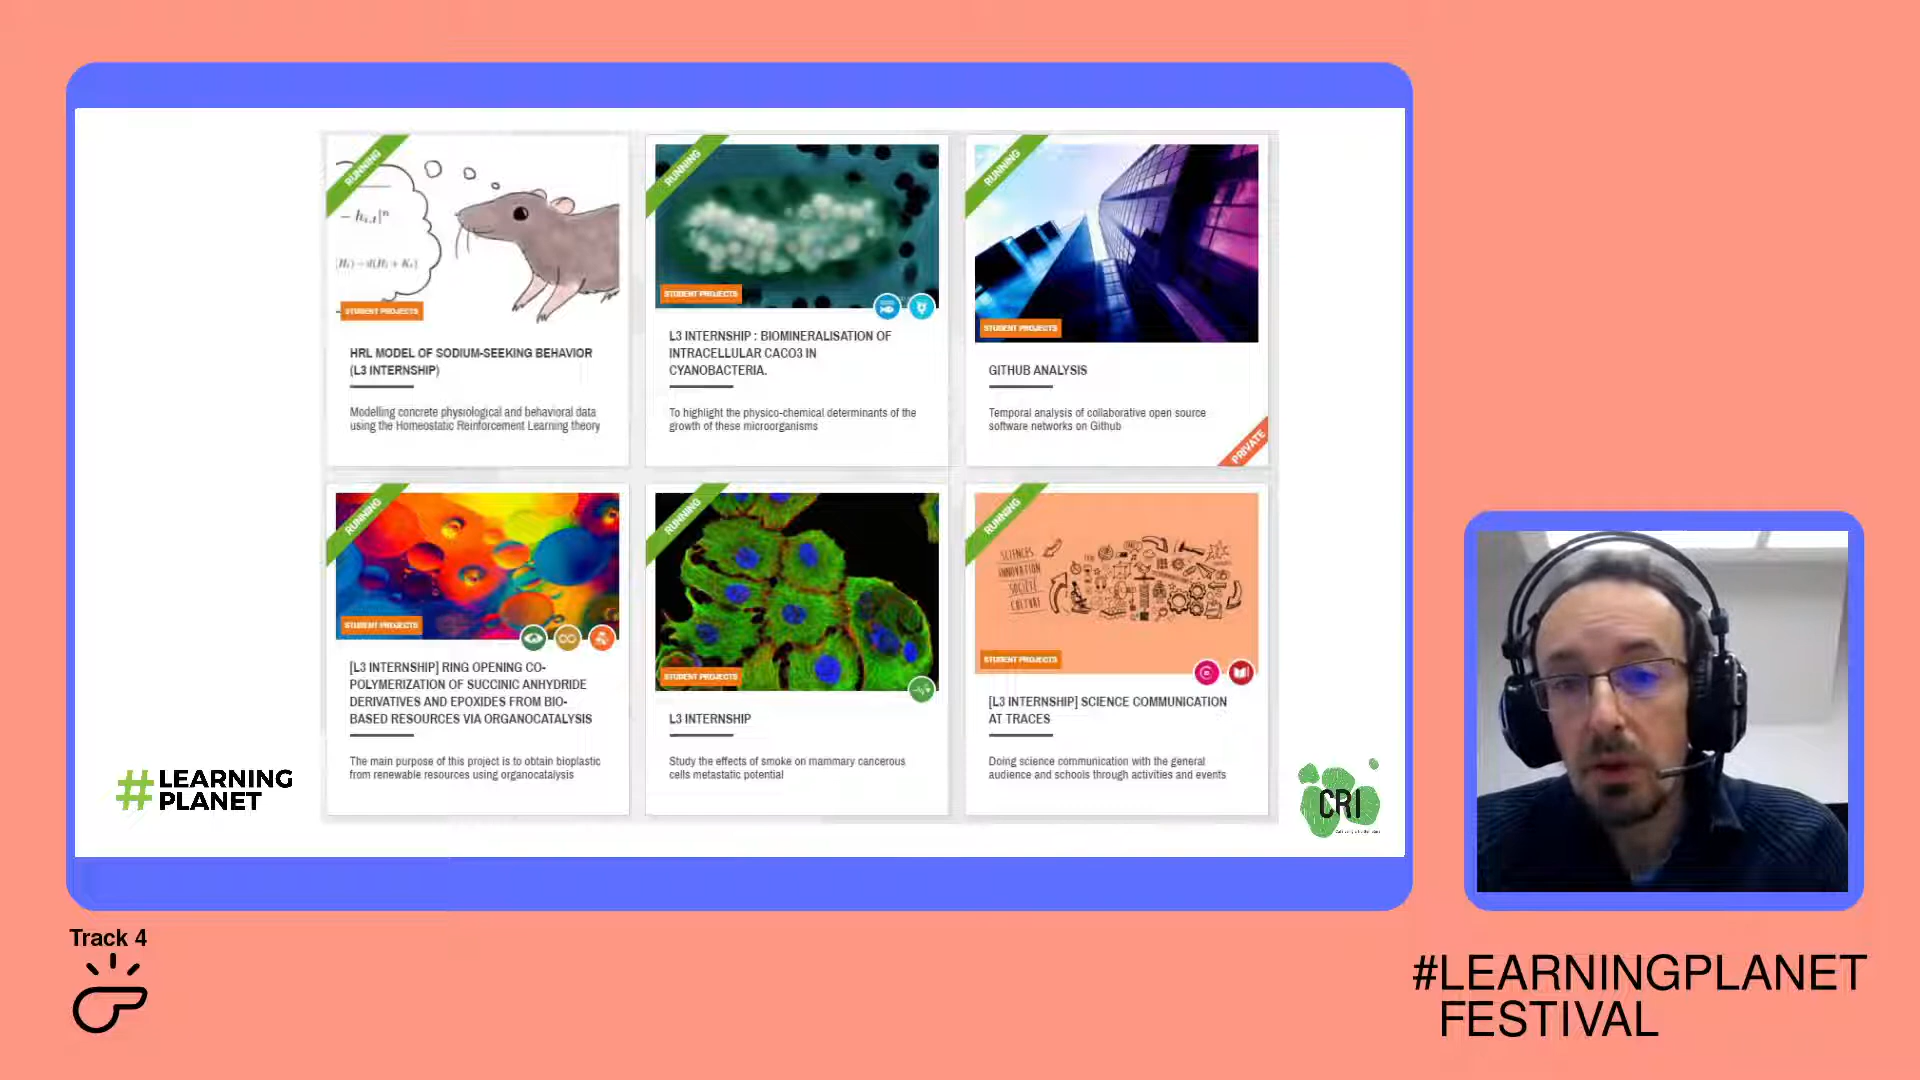 RUNNING
- h_{i,t}|^n
STUDENT PROJECTS
HRL MODEL OF SODIUM-SEEKING BEHAVIOR
(L3 INTERNSHIP)
Modelling concrete physiological and behavioral data
using the Homeostatic Reinforcement Learning theory
RUNNING
STUDENT PROJECTS
L3 INTERNSHIP : BIOMINERALISATION OF
INTRACELLULAR CACO3 IN
CYANOBACTERIA.
To highlight the physico-chemical determinants of the
growth of these microorganisms
RUNNING
STUDENT PROJECTS
GITHUB ANALYSIS
Temporal analysis of collaborative open source
software networks on Github
PRIVATE
RUNNING
STUDENT PROJECTS
[L3 INTERNSHIP] RING OPENING CO-
POLYMERIZATION OF SUCCINIC ANHYDRIDE
DERIVATIVES AND EPOXIDES FROM BIO-
BASED RESOURCES VIA ORGANOCATALYSIS
The main purpose of this project is to obtain bioplastic
from renewable resources using organocatalysis
RUNNING
STUDENT PROJECTS
L3 INTERNSHIP
Study the effects of smoke on mammary cancerous
cells metastatic potential
RUNNING
SCIENCES
INNOVATION
SOCIÉTÉ
CULTURE
STUDENT PROJECTS
[L3 INTERNSHIP] SCIENCE COMMUNICATION
AT TRACES
Doing science communication with the general
audience and schools through activities and events
#LEARNING
PLANET
CRI
Track 4
#LEARNINGPLANET
FESTIVAL